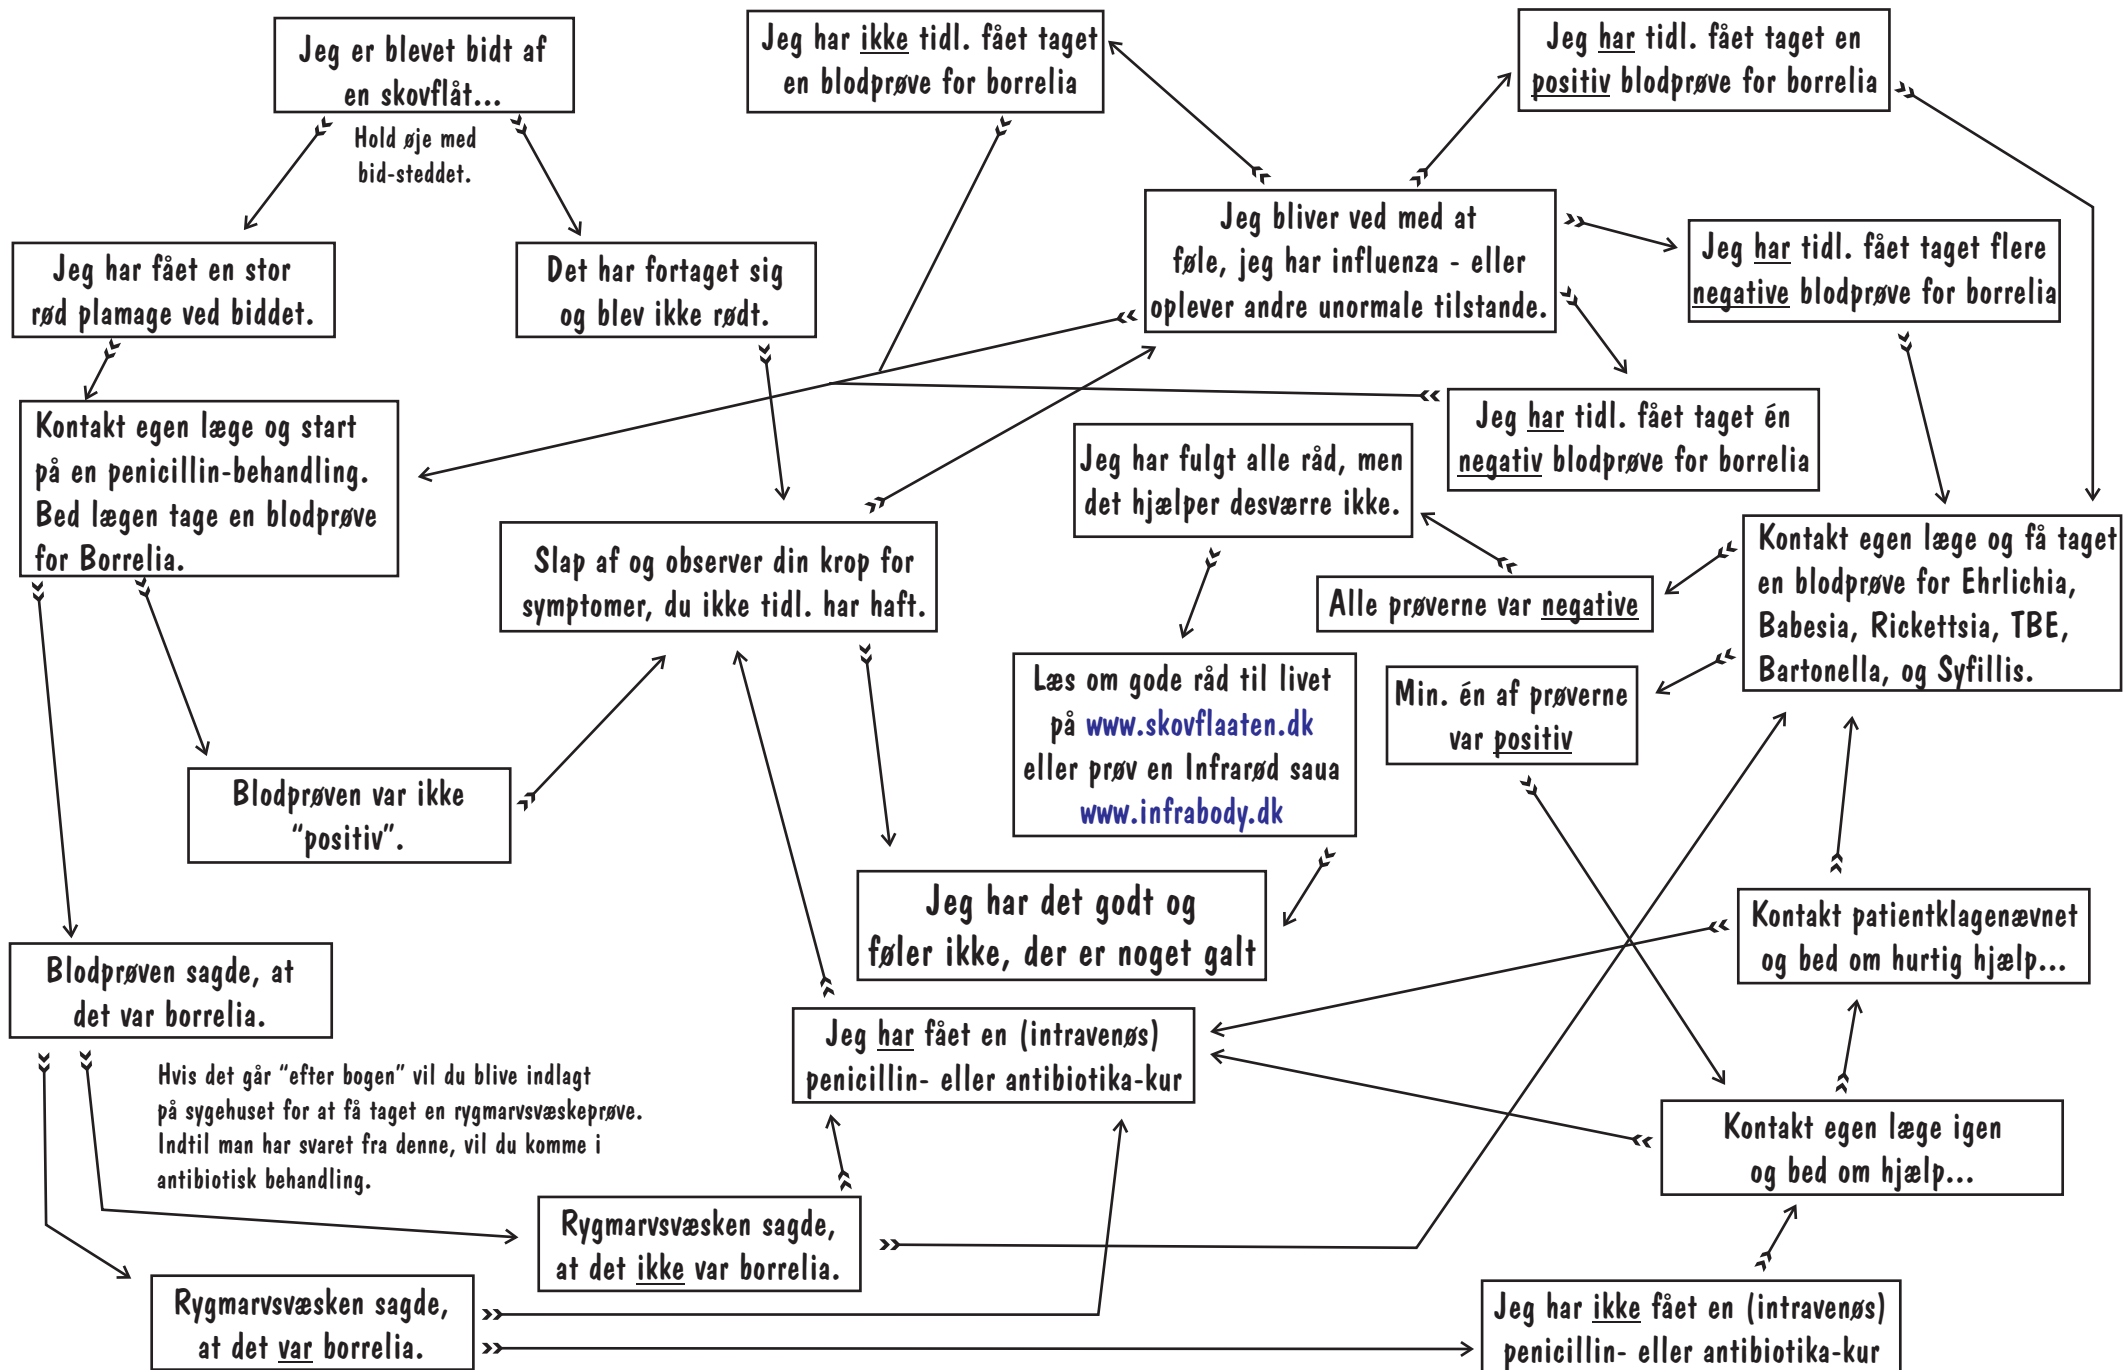 Jeg er blevet bidt af
en skovflåt...
Hold øje med
bid-steddet.
Jeg har ikke tidl. fået taget
en blodprøve for borrelia
Jeg har tidl. fået taget en
positiv blodprøve for borrelia
Jeg har fået en stor
rød plamage ved biddet.
Det har fortaget sig
og blev ikke rødt.
Jeg bliver ved med at
føle, jeg har influenza - eller
oplever andre unormale tilstande.
Jeg har tidl. fået taget flere
negative blodprøve for borrelia
Kontakt egen læge og start
på en penicillin-behandling.
Bed lægen tage en blodprøve
for Borrelia.
Jeg har tidl. fået taget én
negativ blodprøve for borrelia
Jeg har fulgt alle råd, men
det hjælper desværre ikke.
Slap af og observer din krop for
symptomer, du ikke tidl. har haft.
Alle prøverne var negative
Kontakt egen læge og få taget
en blodprøve for Ehrlichia,
Babesia, Rickettsia, TBE,
Bartonella, og Syfillis.
Læs om gode råd til livet
på www.skovflaaten.dk
eller prøv en Infrarød saua
www.infrabody.dk
Min. én af prøverne
var positiv
Blodprøven var ikke
“positiv”.
Jeg har det godt og
føler ikke, der er noget galt
Kontakt patientklagenævnet
og bed om hurtig hjælp...
Blodprøven sagde, at
det var borrelia.
Jeg har fået en (intravenøs)
penicillin- eller antibiotika-kur
Hvis det går “efter bogen” vil du blive indlagt
på sygehuset for at få taget en rygmarvsvæskeprøve.
Indtil man har svaret fra denne, vil du komme i
antibiotisk behandling.
Kontakt egen læge igen
og bed om hjælp...
Rygmarvsvæsken sagde,
at det ikke var borrelia.
Rygmarvsvæsken sagde,
at det var borrelia.
Jeg har ikke fået en (intravenøs)
penicillin- eller antibiotika-kur